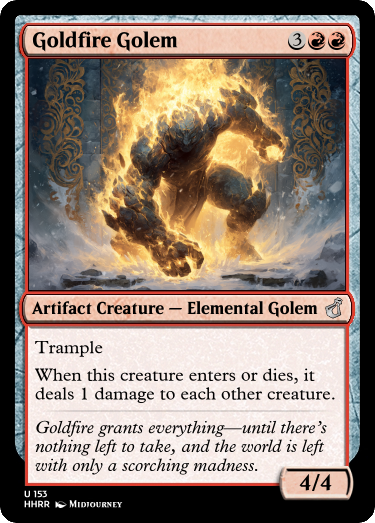 Goldfire Golem 3
Artifact Creature — Elemental Golem
Trample
When this creature enters or dies, it
deals 1 damage to each other creature.
Goldfire grants everything—until there's
nothing left to take, and the world is left
with only a scorching madness.
4/4
U 153
HHRR Midjourney